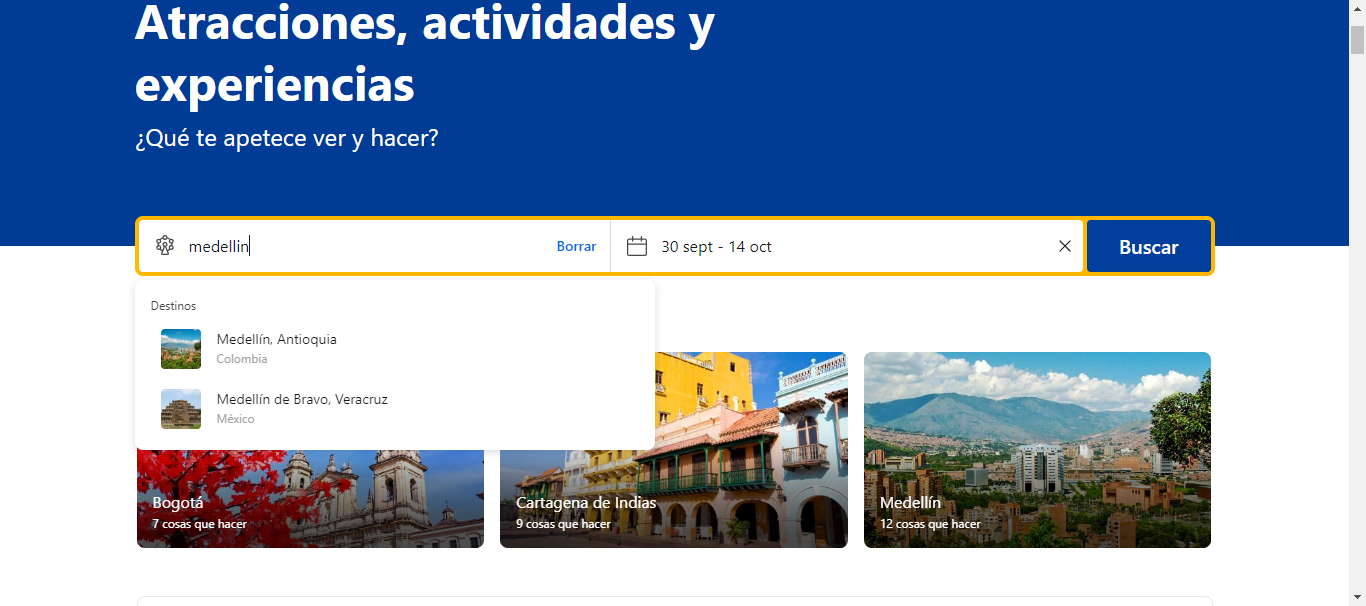 Atracciones, actividades y
experiencias
¿Qué te apetece ver y hacer?
medellin
Borrar
30 sept - 14 oct
Buscar
Destinos
Medellín, Antioquia
Colombia
Medellín de Bravo, Veracruz
México
Bogotá
7 cosas que hacer
Cartagena de Indias
9 cosas que hacer
Medellín
12 cosas que hacer